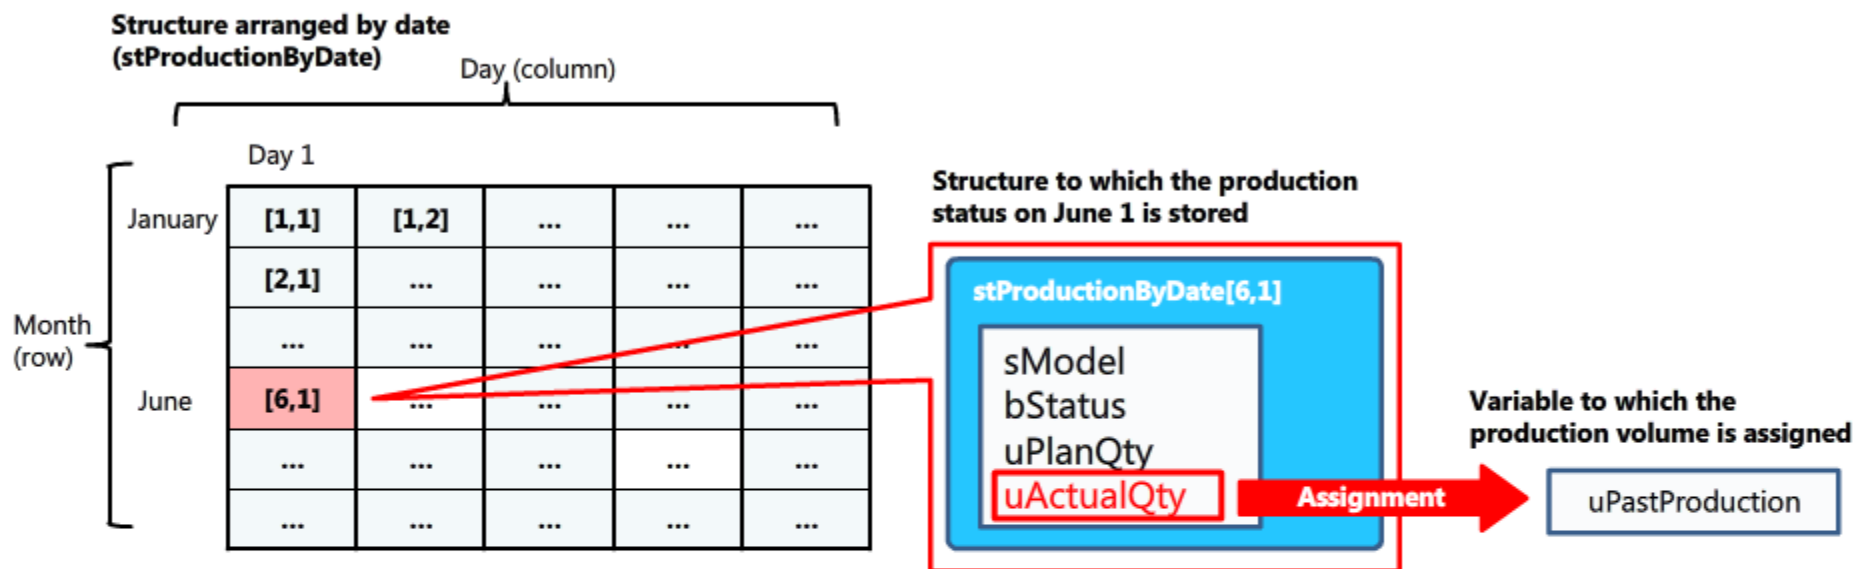 Structure arranged by date
(stProductionByDate)
Day (column)
Day 1
Month
(row)
January [1,1] [1,2] ... ... ...
[2,1] ... ... ... ...
... ... ... ... ...
June [6,1] ... ... ... ...
... ... ... ... ...
... ... ... ... ...
Structure to which the production
status on June 1 is stored
stProductionByDate[6,1]
sModel
bStatus
uPlanQty
uActualQty
Assignment
Variable to which the
production volume is assigned
uPastProduction